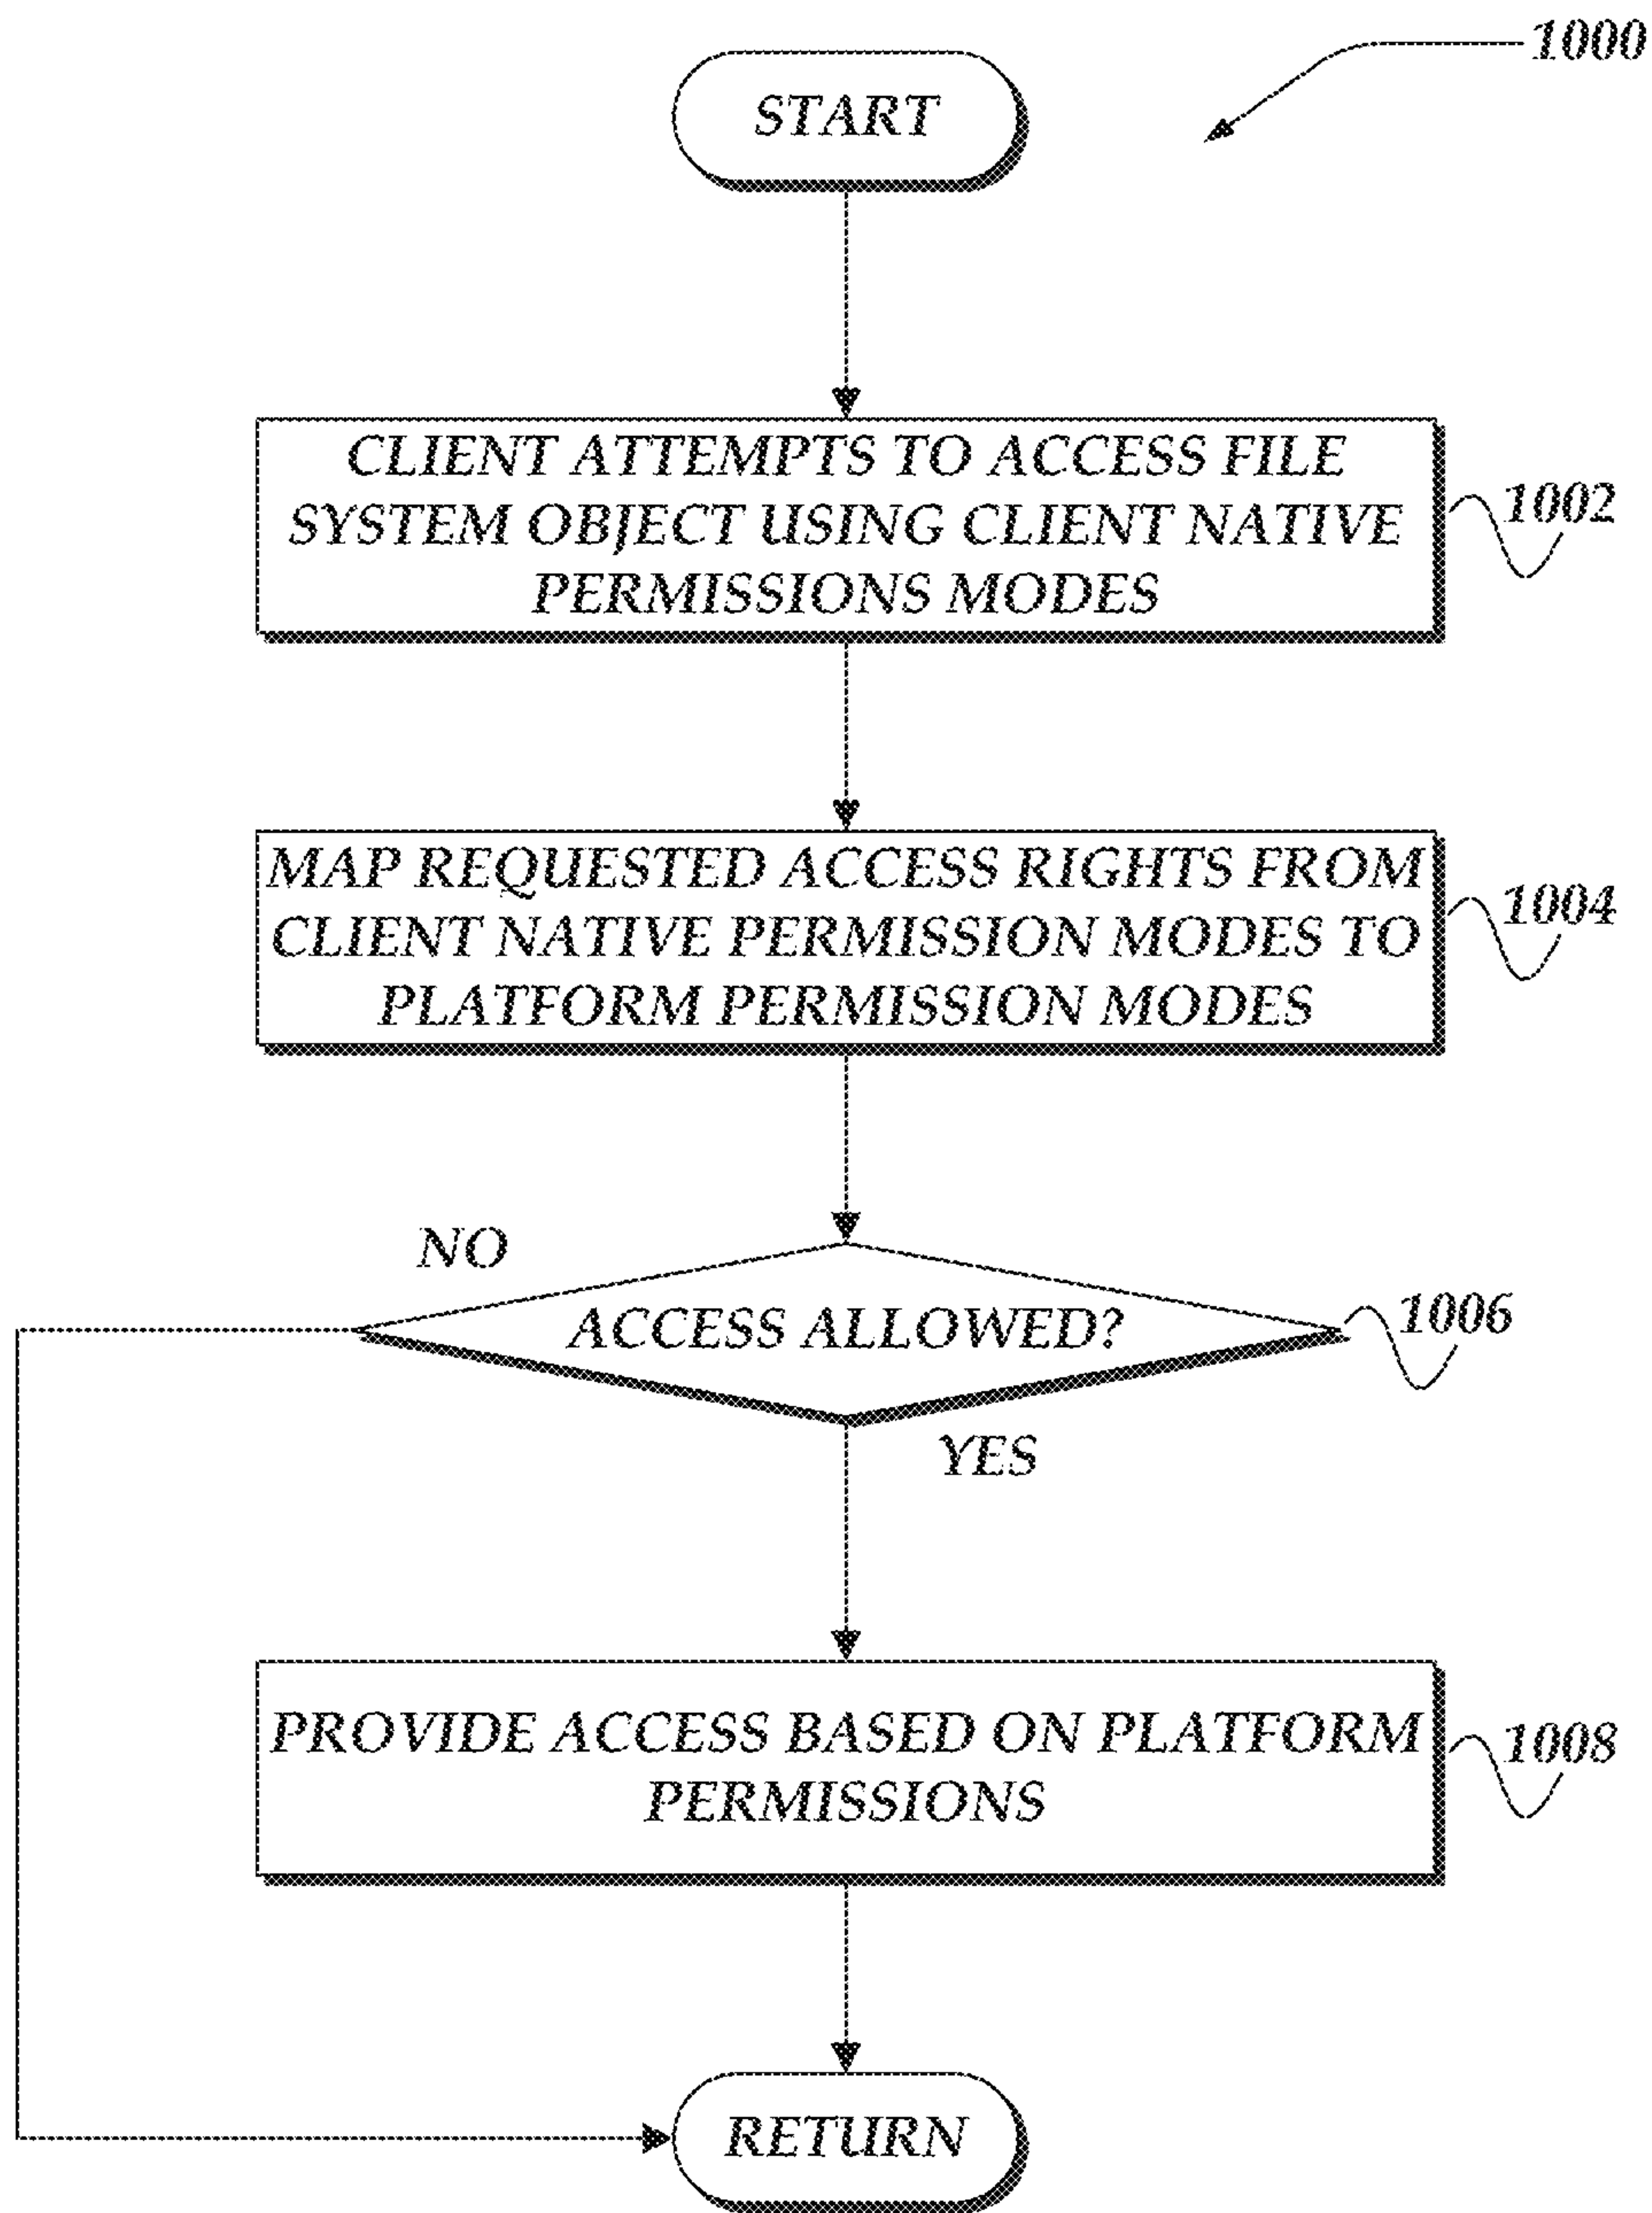 1000
START
CLIENT ATTEMPTS TO ACCESS FILE
SYSTEM OBJECT USING CLIENT NATIVE
PERMISSIONS MODES
1002
MAP REQUESTED ACCESS RIGHTS FROM
CLIENT NATIVE PERMISSION MODES TO
PLATFORM PERMISSION MODES
1004
NO
ACCESS ALLOWED?
1006
YES
PROVIDE ACCESS BASED ON PLATFORM
PERMISSIONS
1008
RETURN